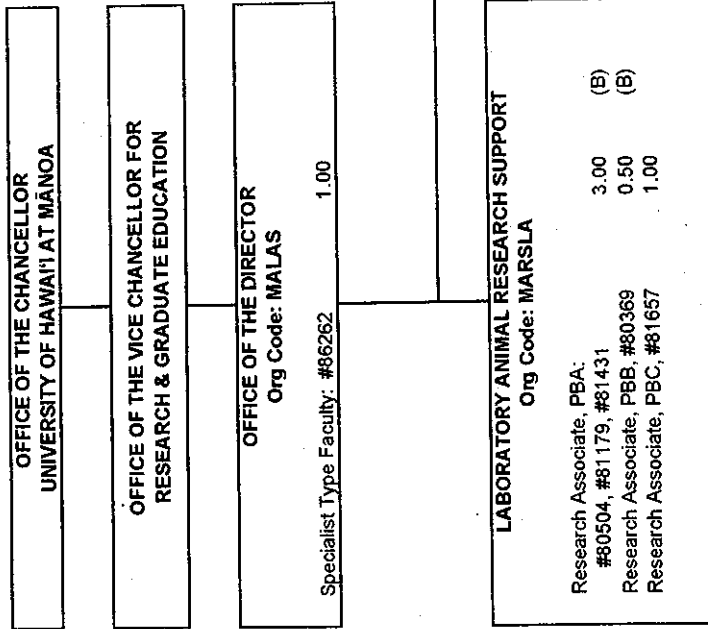 OFFICE OF THE CHANCELLOR
UNIVERSITY OF HAWAI'I AT MĀNOA
OFFICE OF THE VICE CHANCELLOR FOR
RESEARCH & GRADUATE EDUCATION
OFFICE OF THE DIRECTOR
Org Code: MALAS
Specialist Type Faculty: #86262 1.00
LABORATORY ANIMAL RESEARCH SUPPORT
Org Code: MARSLA
Research Associate, PBA:
#80504, #81179, #81431 3.00 (B)
Research Associate, PBB, #80369 0.50 (B)
Research Associate, PBC, #81657 1.00